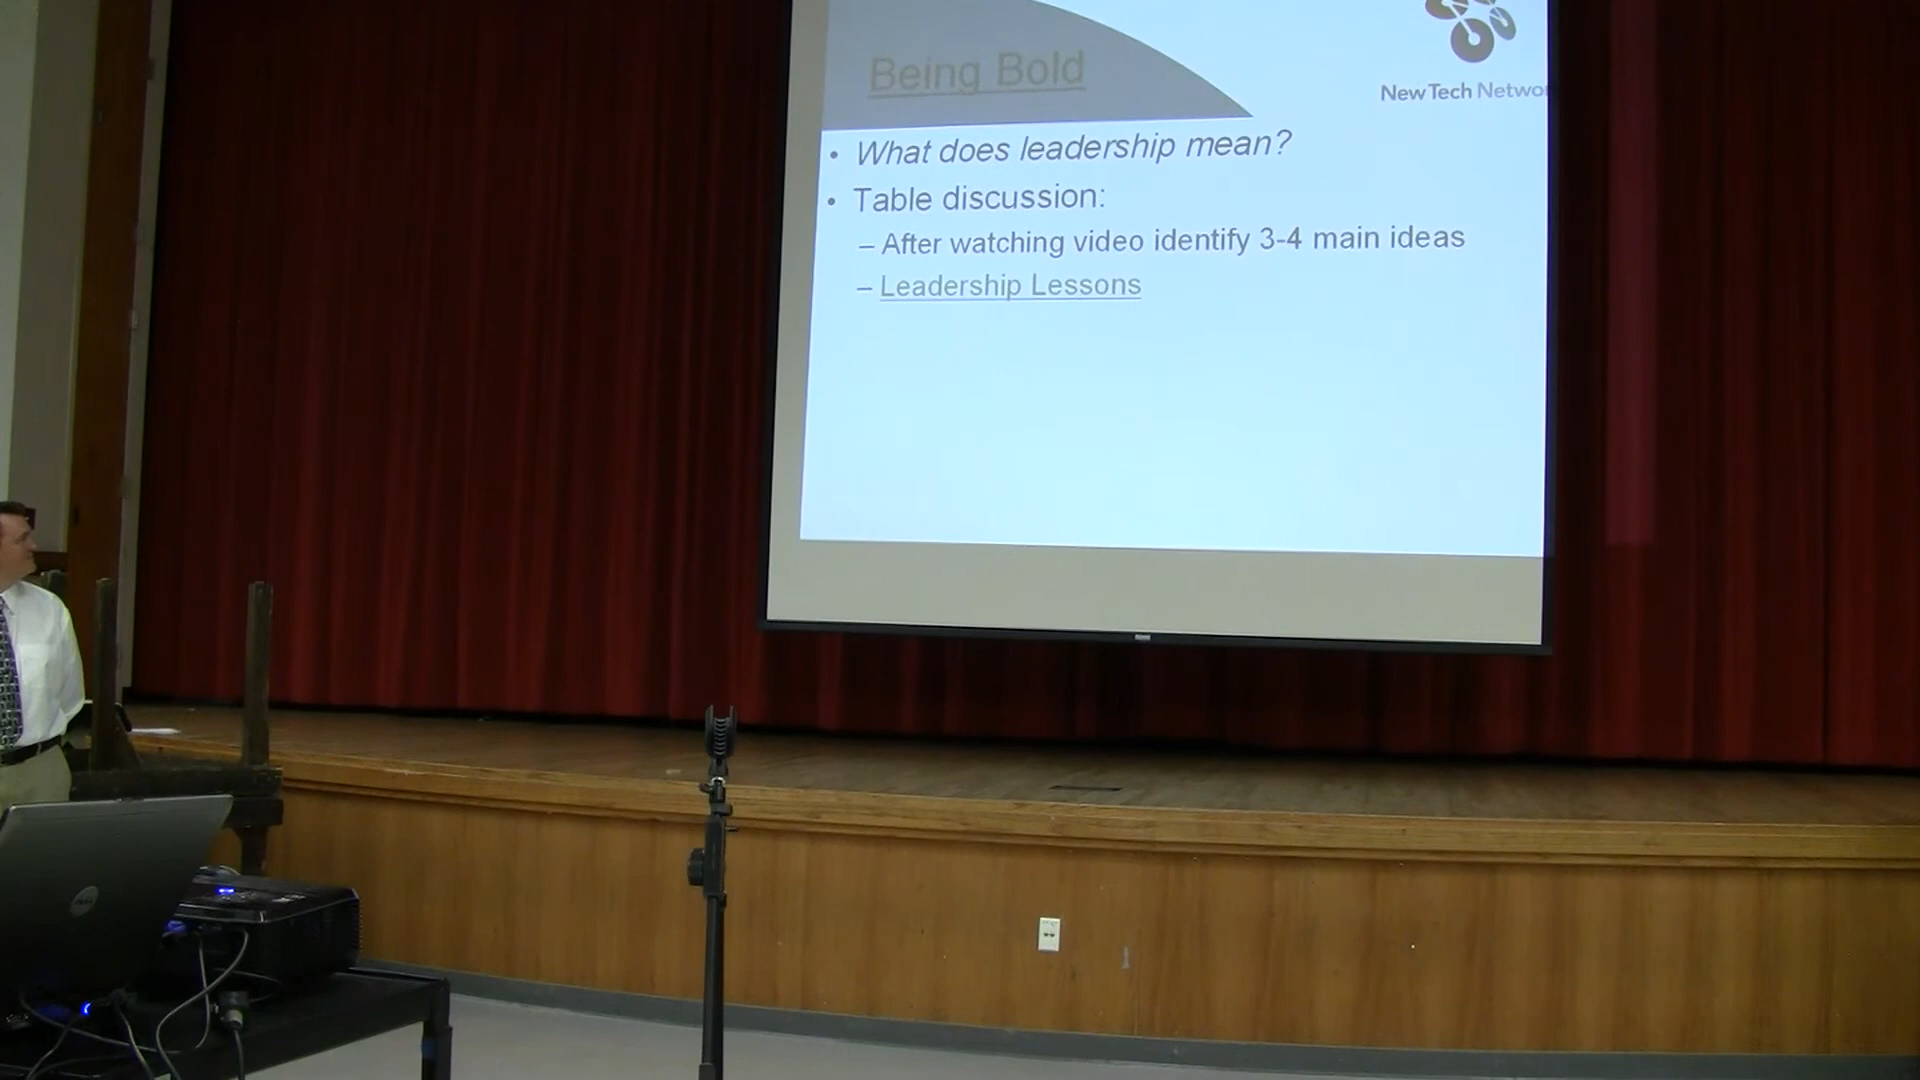 Being Bold
New Tech Networ
• What does leadership mean?
• Table discussion:
– After watching video identify 3-4 main ideas
– Leadership Lessons
DELL